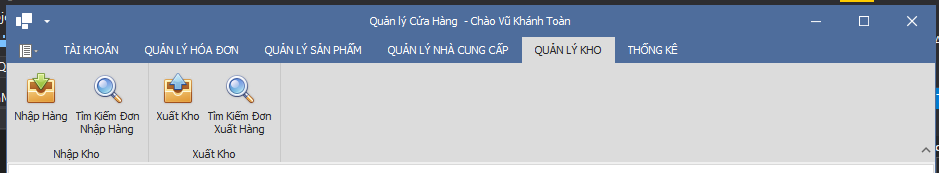 Quản lý Cửa Hàng - Chào Vũ Khánh Toàn
TÀI KHOẢN QUẢN LÝ HÓA ĐƠN QUẢN LÝ SẢN PHẨM QUẢN LÝ NHÀ CUNG CẤP QUẢN LÝ KHO THỐNG KÊ
Nhập Hàng
Tìm Kiếm Đơn
Nhập Hàng
Xuất Kho
Tìm Kiếm Đơn
Xuất Hàng
Nhập Kho
Xuất Kho